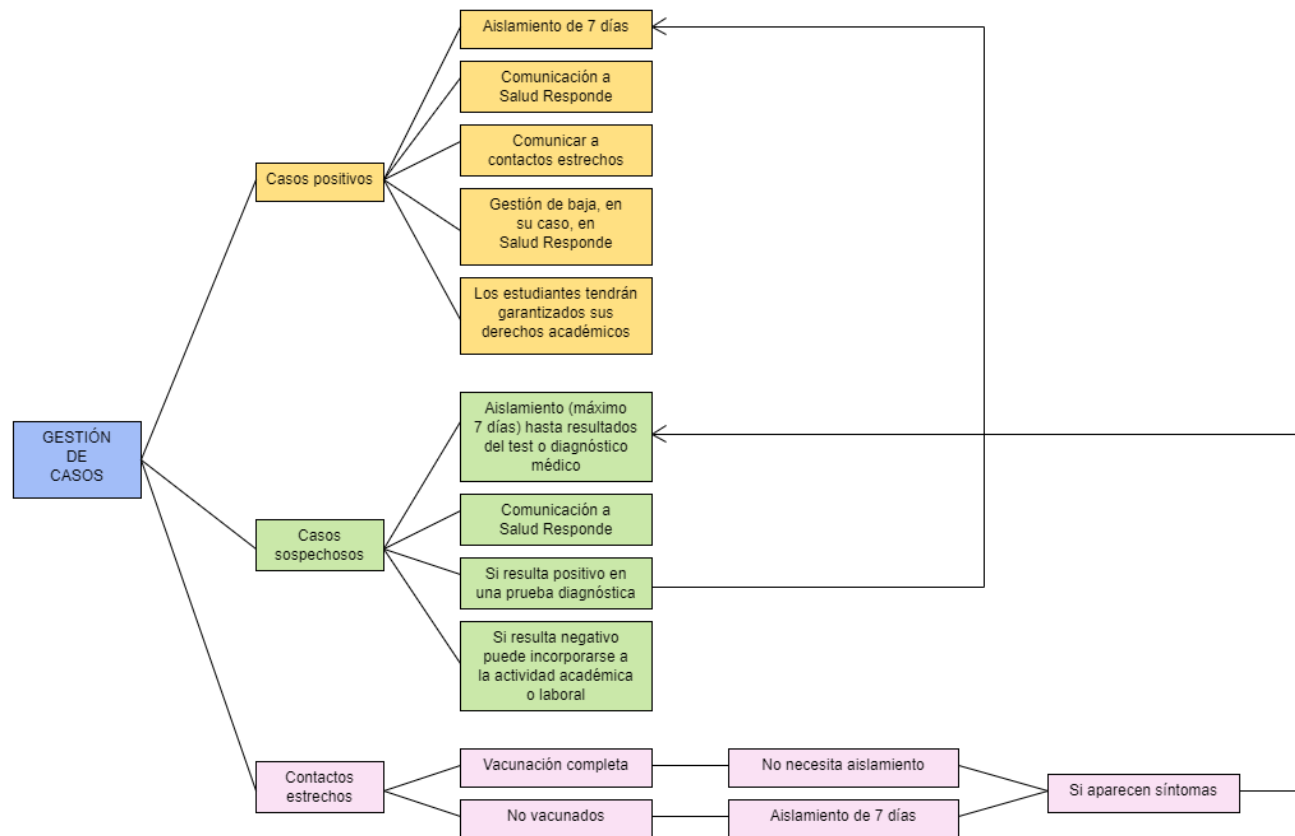 Aislamiento de 7 días
Comunicación a
Salud Responde
Comunicar a
contactos estrechos
Casos positivos
Gestión de baja, en
su caso, en
Salud Responde
Los estudiantes tendrán
garantizados sus
derechos académicos
GESTIÓN
DE
CASOS
Aislamiento (máximo
7 días) hasta resultados
del test o diagnóstico
médico
Comunicación a
Salud Responde
Casos
sospechosos
Si resulta positivo en
una prueba diagnóstica
Si resulta negativo
puede incorporarse a
la actividad académica
o laboral
Contactos
estrechos
Vacunación completa
No necesita aislamiento
No vacunados
Aislamiento de 7 días
Si aparecen síntomas